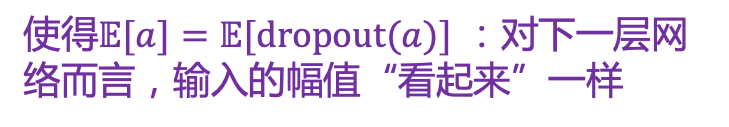 使得𝔼[𝑎] = 𝔼[dropout(𝑎)] ：对下一层网
络而言，输入的幅值“看起来”一样